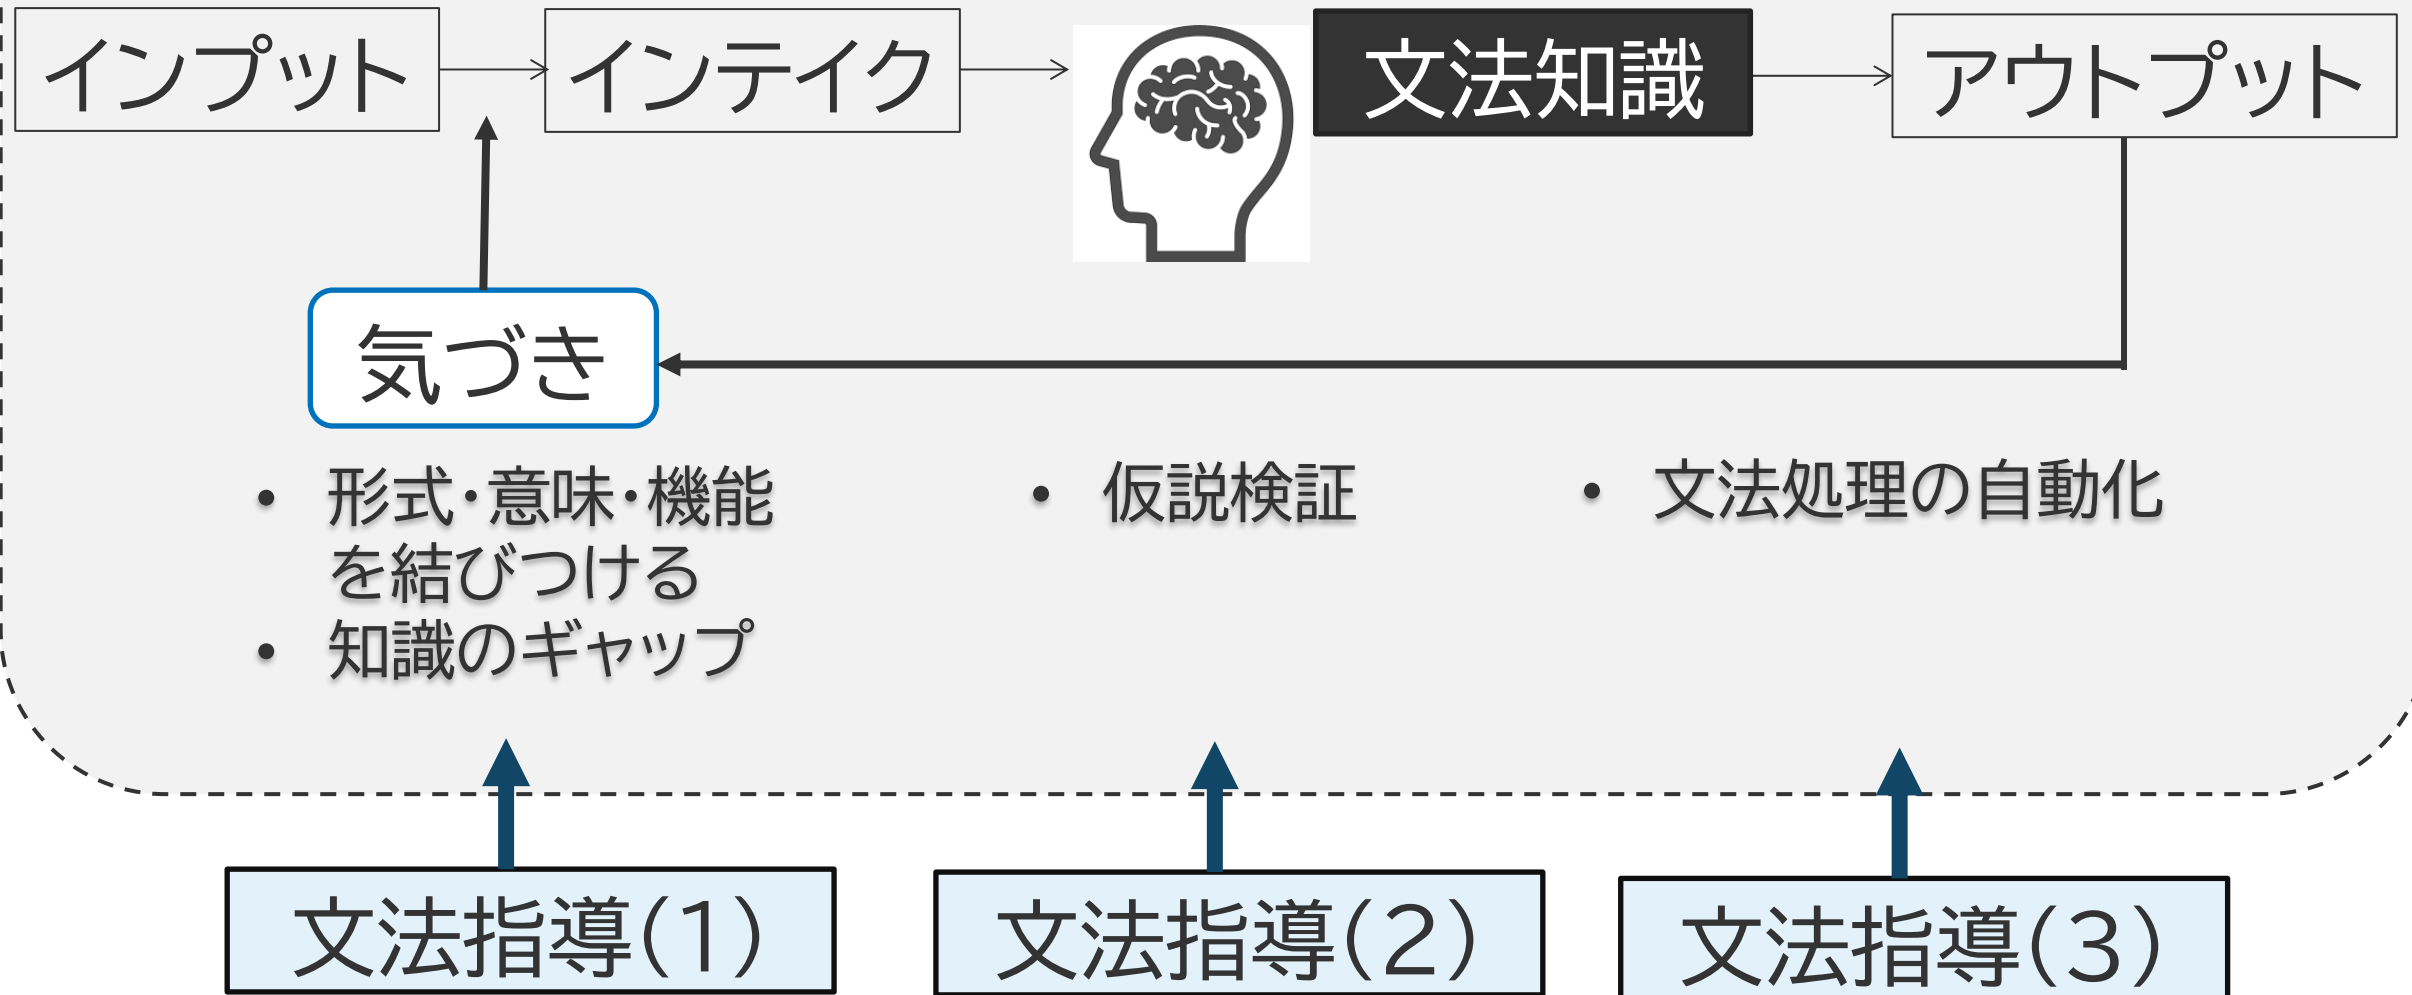 インプット
インテイク
文法知識
アウトプット
気づき
• 形式・意味・機能
を結びつける
• 知識のギャップ
• 仮説検証
• 文法処理の自動化
文法指導(1)
文法指導(2)
文法指導(3)